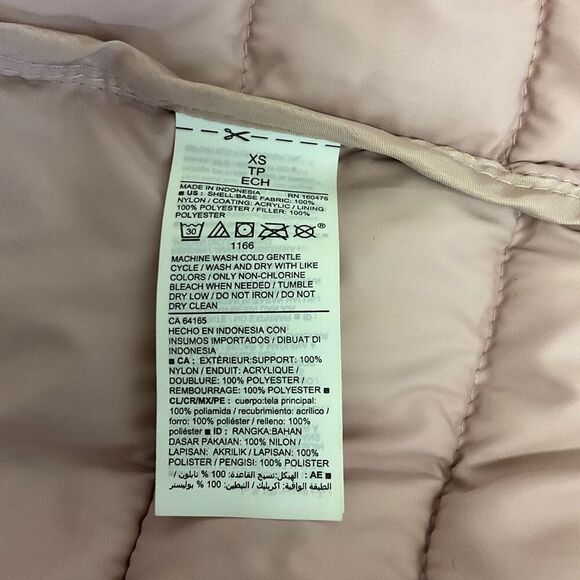 XS
TP
ECH
MADE IN INDONESIA RN 160476
■ US : SHELL:BASE FABRIC: 100%
NYLON / COATING: ACRYLIC / LINING:
100% POLYESTER / FILLER: 100%
POLYESTER
30 ®
1166
MACHINE WASH COLD GENTLE
CYCLE / WASH AND DRY WITH LIKE
COLORS / ONLY NON-CHLORINE
BLEACH WHEN NEEDED / TUMBLE
DRY LOW / DO NOT IRON / DO NOT
DRY CLEAN
CA 64165
HECHO EN INDONESIA CON
INSUMOS IMPORTADOS / DIBUAT DI
INDONESIA
■ CA : EXTÉRIEUR:SUPPORT: 100%
NYLON / ENDUIT: ACRYLIQUE /
DOUBLURE: 100% POLYESTER /
REMBOURRAGE: 100% POLYESTER ■
CL/CR/MX/PE : cuerpo:tela principal:
100% poliamida / recubrimiento: acrílico /
forro: 100% poliéster / relleno: 100%
poliéster ■ ID : RANGKA:BAHAN
DASAR PAKAIAN: 100% NILON /
LAPISAN: AKRILIK / LAPISAN: 100%
POLISTER / PENGISI: 100% POLISTER
■ AE : الهيكل:نسيج القاعدة: 100 % نايلون /
الطبقة الواقية: اكريليك / التبطين: 100 % بوليستر